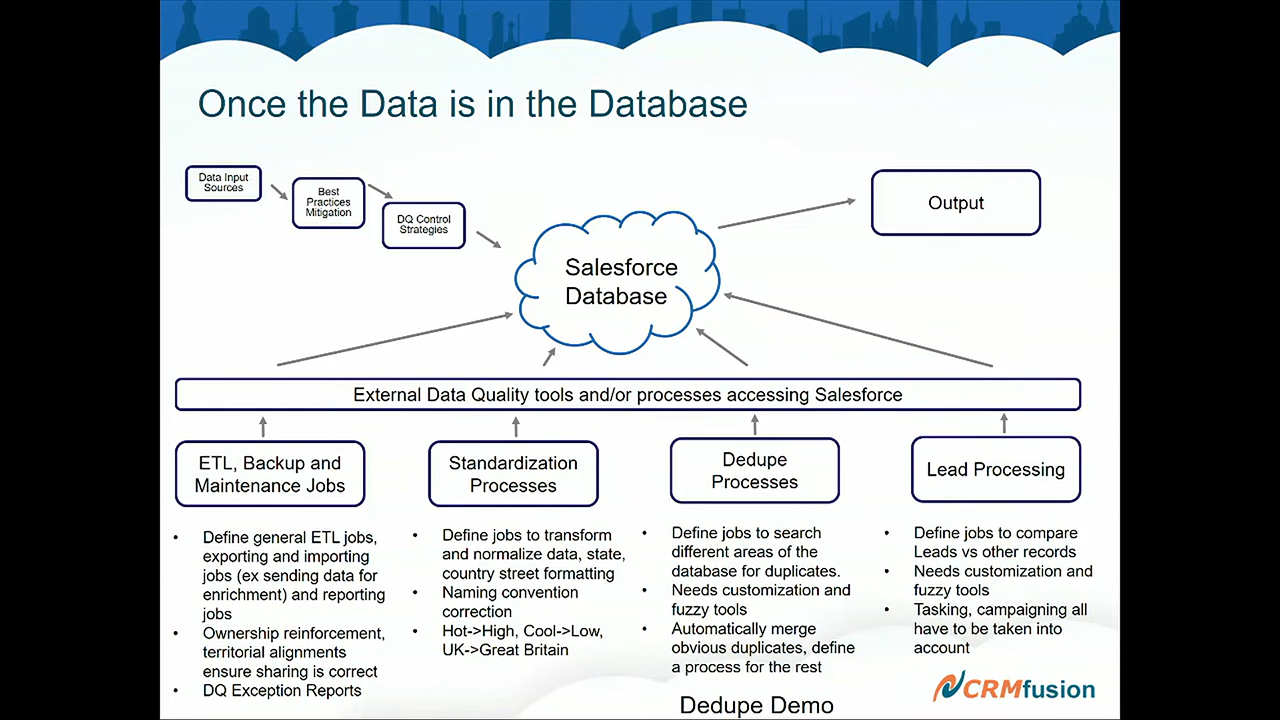 Once the Data is in the Database
Data Input
Sources
Best
Practices
Mitigation
DQ Control
Strategies
Salesforce
Database
Output
External Data Quality tools and/or processes accessing Salesforce
ETL, Backup and
Maintenance Jobs
Standardization
Processes
Dedupe
Processes
Lead Processing
• Define general ETL jobs,
exporting and importing
jobs (ex sending data for
enrichment) and reporting
jobs
• Ownership reinforcement,
territorial alignments
ensure sharing is correct
• DQ Exception Reports
• Define jobs to transform
and normalize data, state,
country street formatting
• Naming convention
correction
• Hot->High, Cool->Low,
UK->Great Britain
• Define jobs to search
different areas of the
database for duplicates.
• Needs customization and
fuzzy tools
• Automatically merge
obvious duplicates, define
a process for the rest
• Define jobs to compare
Leads vs other records
• Needs customization and
fuzzy tools
• Tasking, campaigning all
have to be taken into
account
CRMfusion
Dedupe Demo